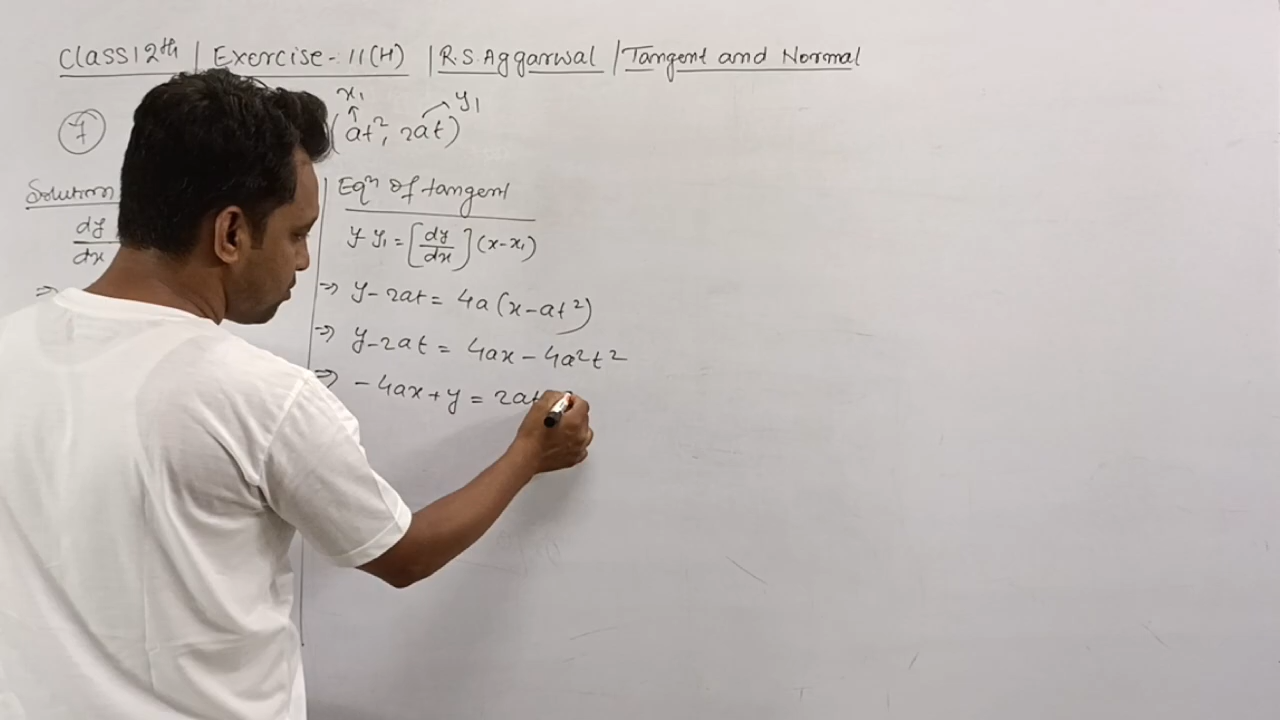 Class 12th | Exercise-: 11(H) | R.S. Aggarwal | Tangent and Normal
x₁ y₁
7 (at², 2at)
Solution
dy/dx
⇒
Eqⁿ of tangent
y-y₁ = [dy/dx] (x-x₁)
⇒ y-2at = 4a(x-at²)
⇒ y-2at = 4ax - 4a²t²
⇒ -4ax+y = 2at